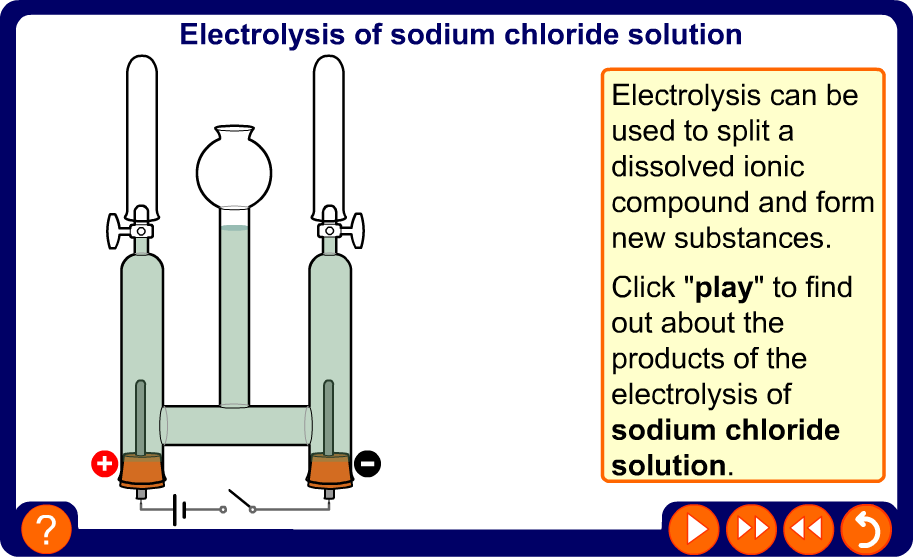 Electrolysis of sodium chloride solution
Electrolysis can be
used to split a
dissolved ionic
compound and form
new substances.
Click "play" to find
out about the
products of the
electrolysis of
sodium chloride
solution.
+
-
?